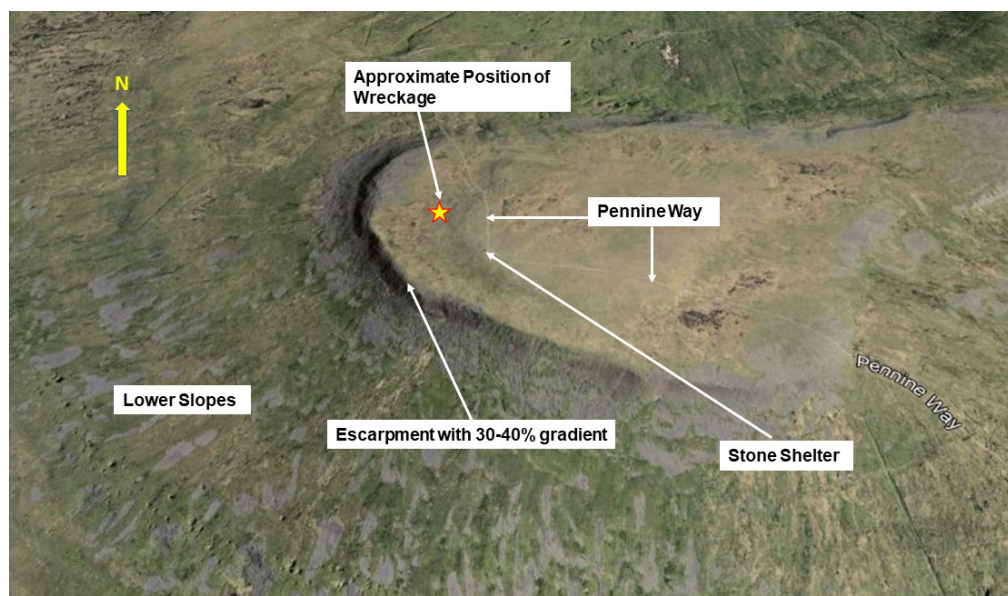 N
Approximate Position of
Wreckage
Pennine Way
Pennine Way
Lower Slopes
Escarpment with 30-40% gradient
Stone Shelter